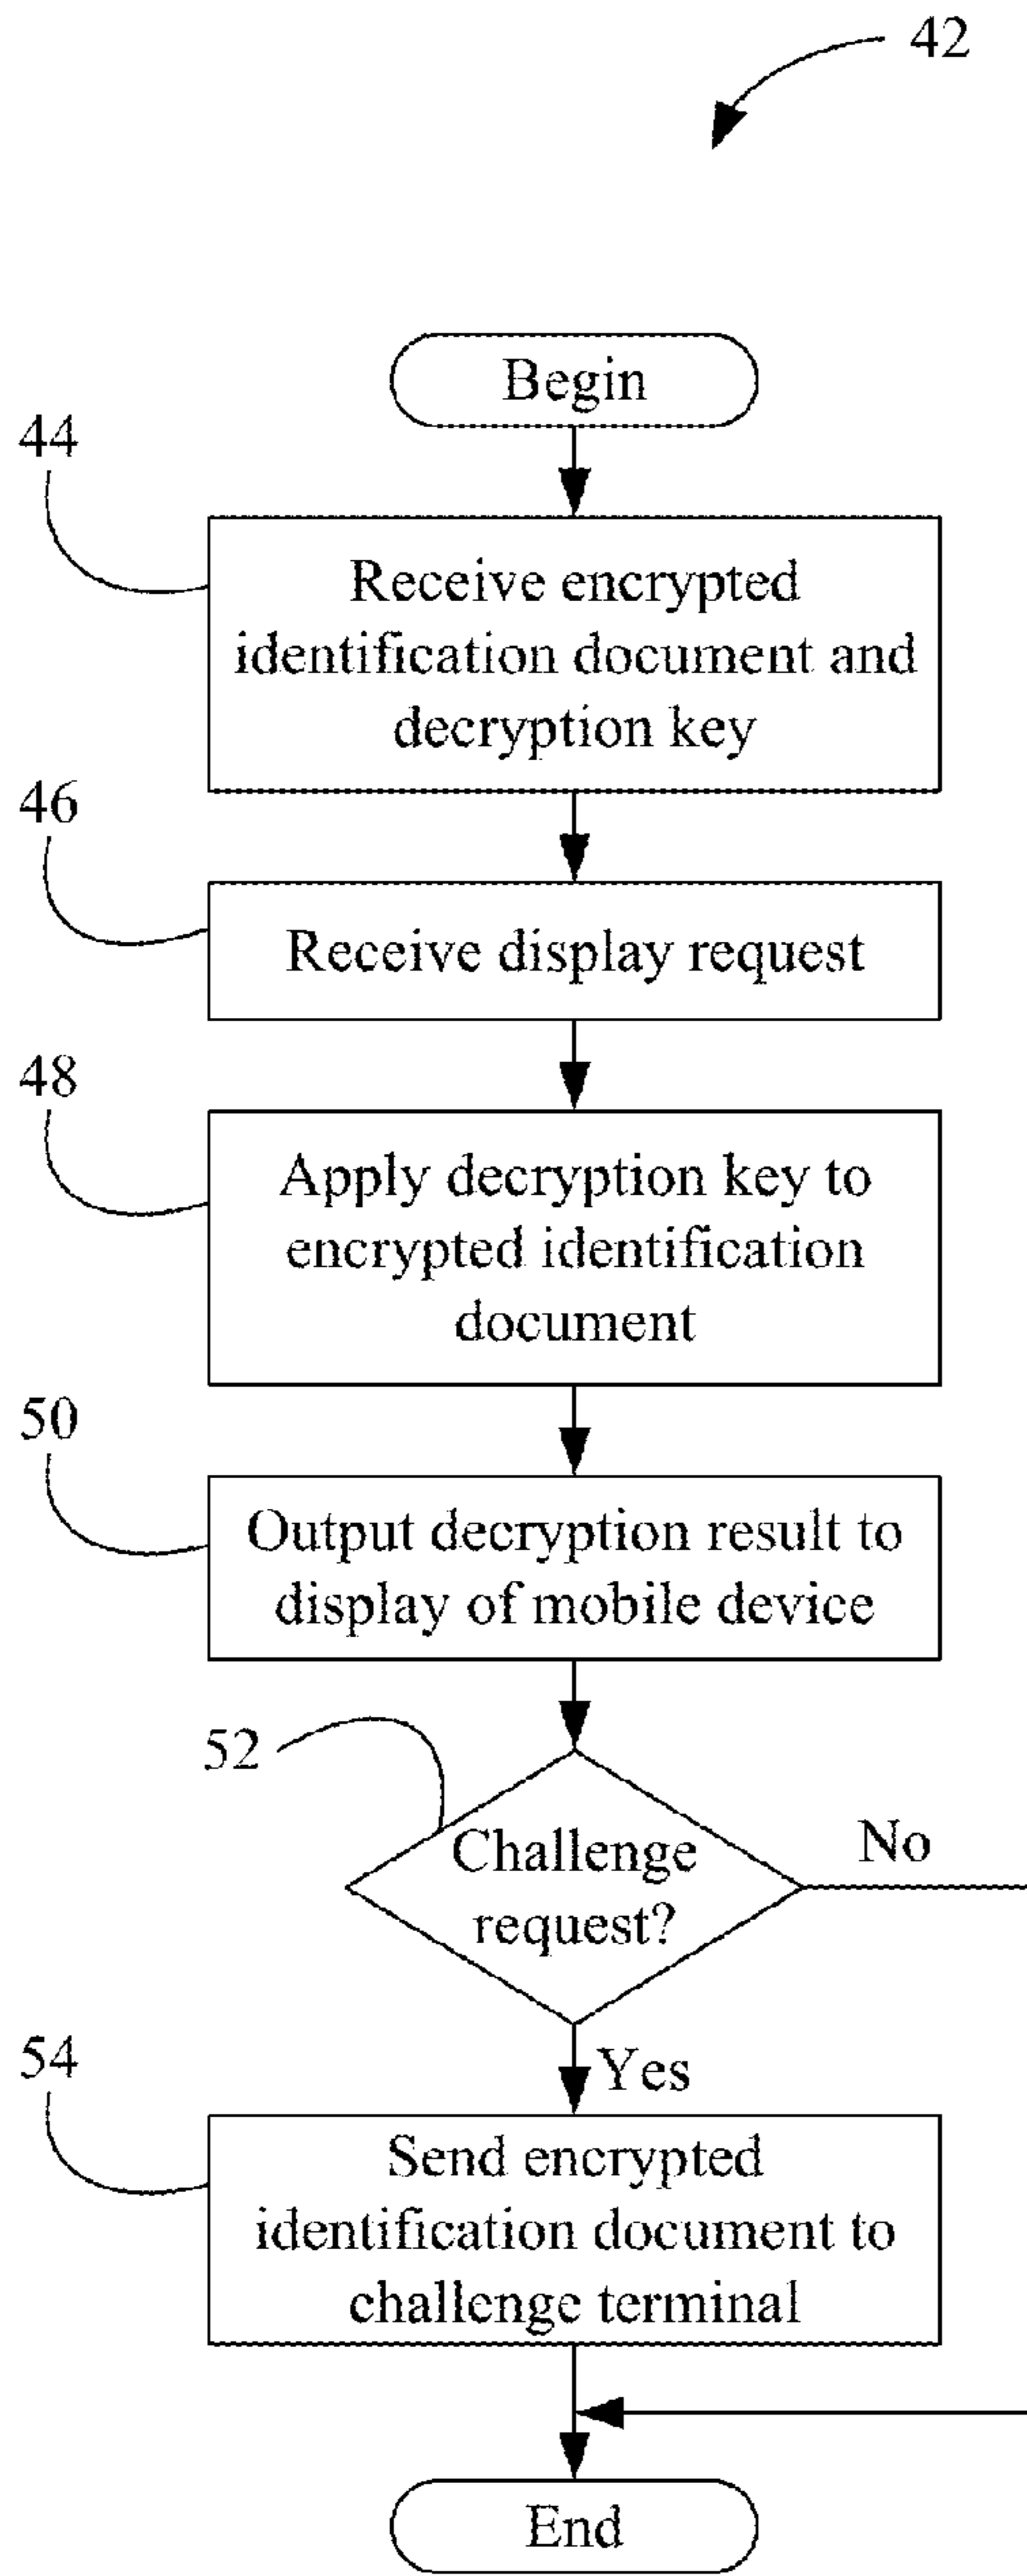 42
Begin
44
Receive encrypted
identification document and
decryption key
46
Receive display request
48
Apply decryption key to
encrypted identification
document
50
Output decryption result to
display of mobile device
52
Challenge
request?
No
Yes
54
Send encrypted
identification document to
challenge terminal
End